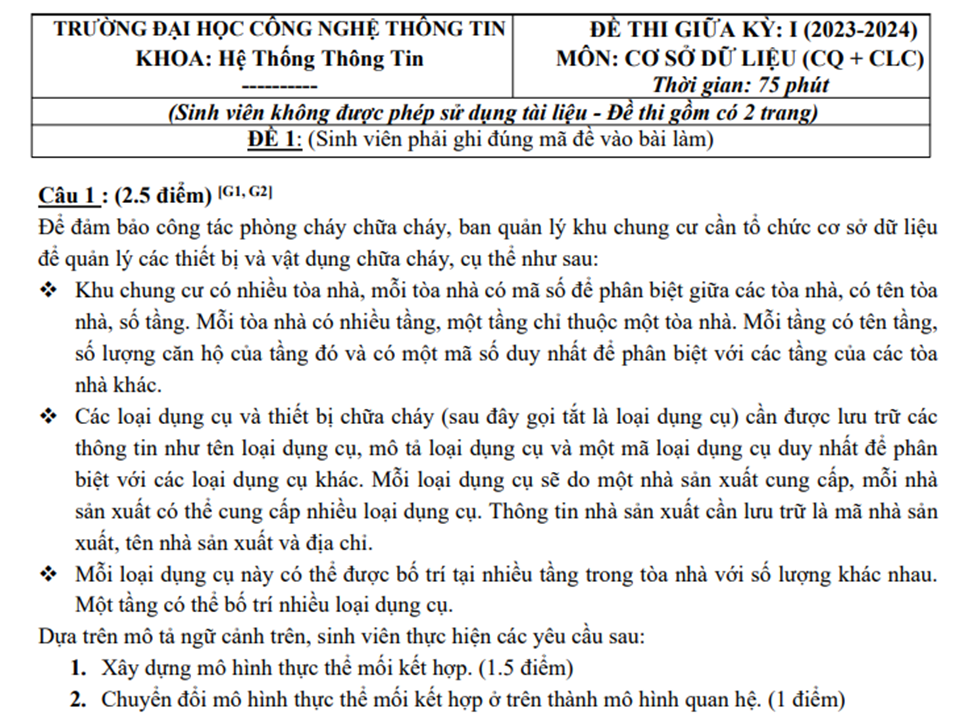 TRƯỜNG ĐẠI HỌC CÔNG NGHỆ THÔNG TIN
KHOA: Hệ Thống Thông Tin
----------
ĐỀ THI GIỮA KỲ: I (2023-2024)
MÔN: CƠ SỞ DỮ LIỆU (CQ + CLC)
Thời gian: 75 phút
(Sinh viên không được phép sử dụng tài liệu - Đề thi gồm có 2 trang)
ĐỀ 1: (Sinh viên phải ghi đúng mã đề vào bài làm)
Câu 1 : (2.5 điểm) [G1, G2]
Để đảm bảo công tác phòng cháy chữa cháy, ban quản lý khu chung cư cần tổ chức cơ sở dữ liệu
để quản lý các thiết bị và vật dụng chữa cháy, cụ thể như sau:
❖ Khu chung cư có nhiều tòa nhà, mỗi tòa nhà có mã số để phân biệt giữa các tòa nhà, có tên tòa
nhà, số tầng. Mỗi tòa nhà có nhiều tầng, một tầng chỉ thuộc một tòa nhà. Mỗi tầng có tên tầng,
số lượng căn hộ của tầng đó và có một mã số duy nhất để phân biệt với các tầng của các tòa
nhà khác.
❖ Các loại dụng cụ và thiết bị chữa cháy (sau đây gọi tắt là loại dụng cụ) cần được lưu trữ các
thông tin như tên loại dụng cụ, mô tả loại dụng cụ và một mã loại dụng cụ duy nhất để phân
biệt với các loại dụng cụ khác. Mỗi loại dụng cụ sẽ do một nhà sản xuất cung cấp, mỗi nhà
sản xuất có thể cung cấp nhiều loại dụng cụ. Thông tin nhà sản xuất cần lưu trữ là mã nhà sản
xuất, tên nhà sản xuất và địa chỉ.
❖ Mỗi loại dụng cụ này có thể được bố trí tại nhiều tầng trong tòa nhà với số lượng khác nhau.
Một tầng có thể bố trí nhiều loại dụng cụ.
Dựa trên mô tả ngữ cảnh trên, sinh viên thực hiện các yêu cầu sau:
1. Xây dựng mô hình thực thể mối kết hợp. (1.5 điểm)
2. Chuyển đổi mô hình thực thể mối kết hợp ở trên thành mô hình quan hệ. (1 điểm)